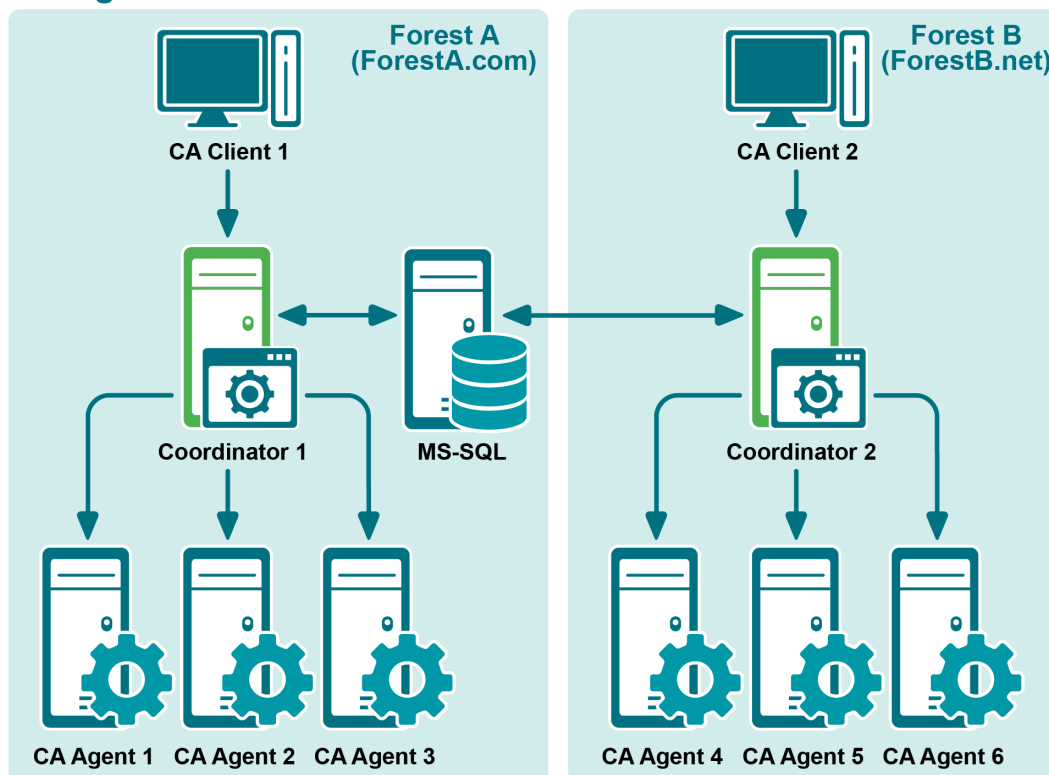 Forest A
(ForestA.com)
CA Client 1
Coordinator 1
MS-SQL
CA Agent 1
CA Agent 2
CA Agent 3
Forest B
(ForestB.net)
CA Client 2
Coordinator 2
CA Agent 4
CA Agent 5
CA Agent 6